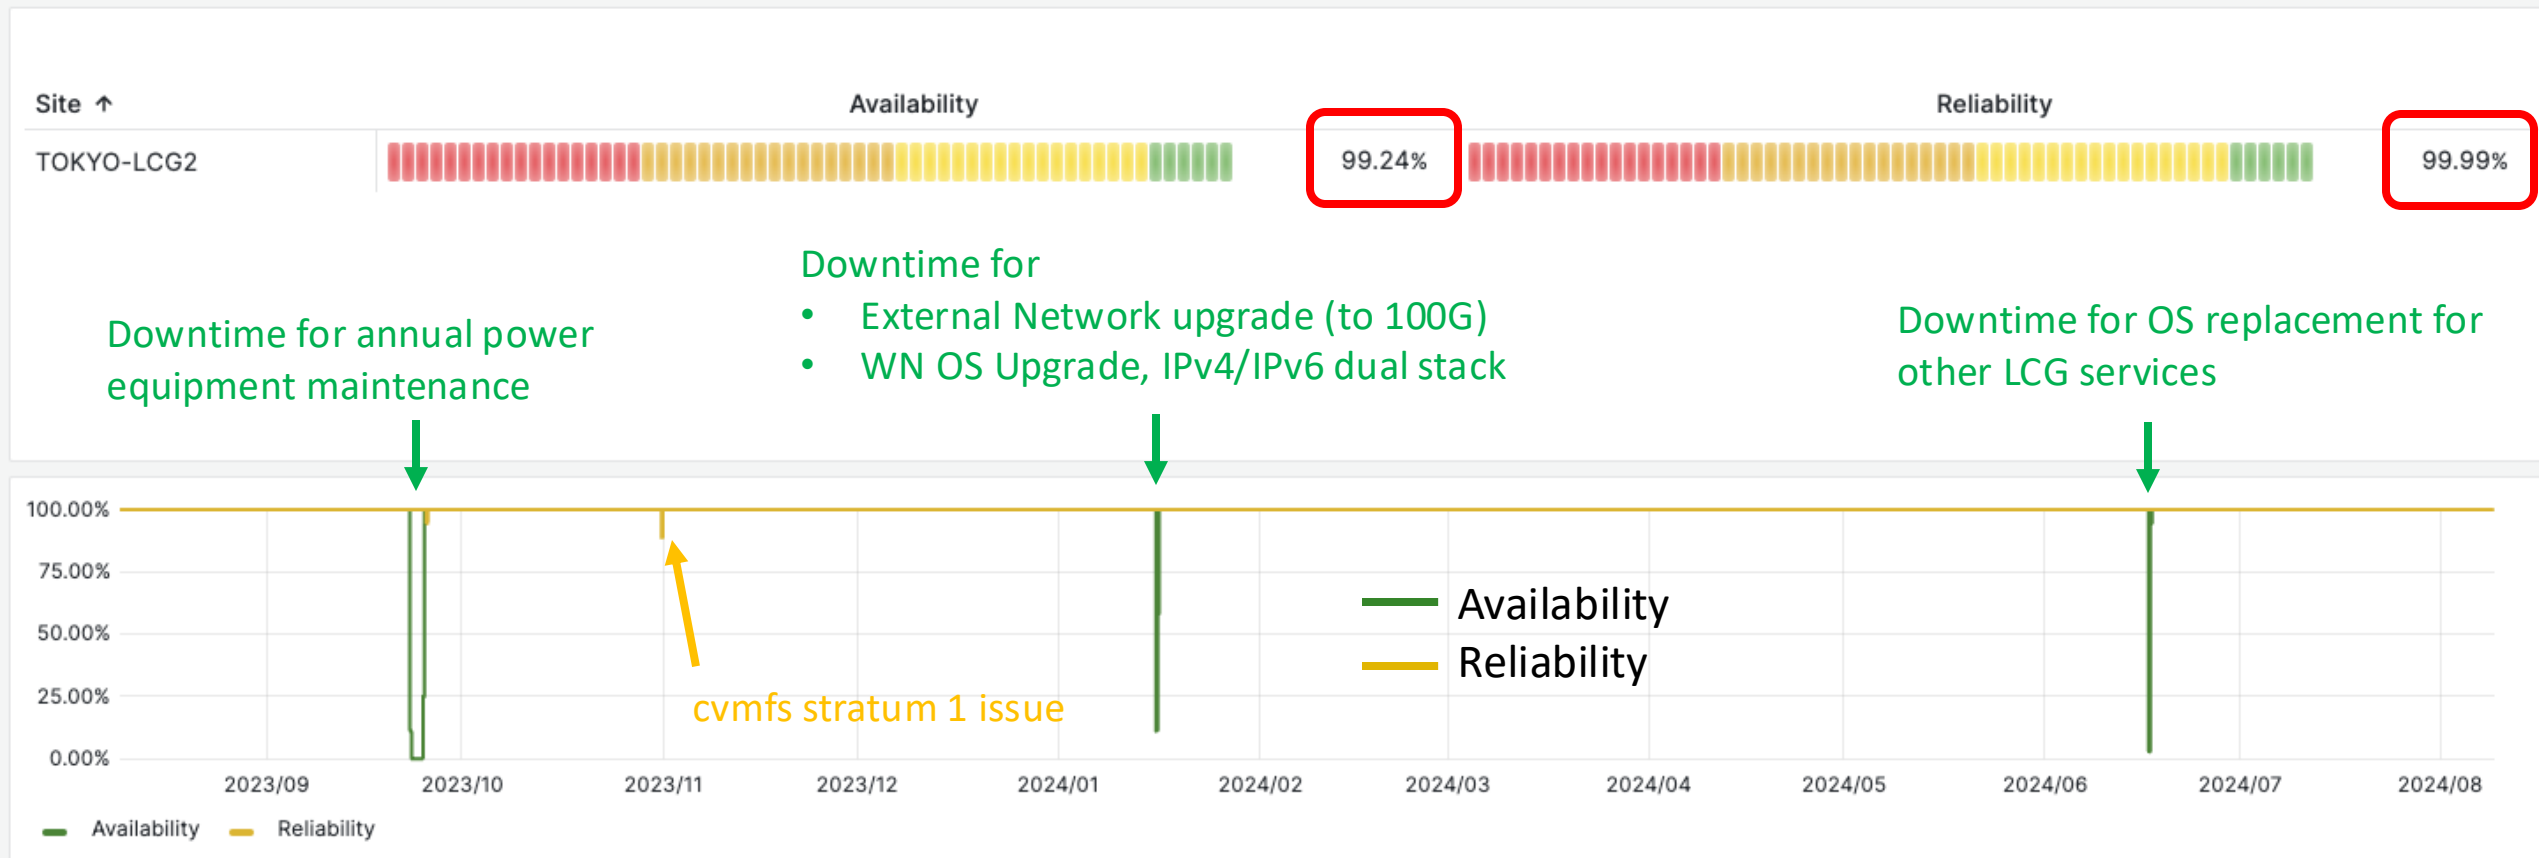 Site ↑ Availability Reliability
TOKYO-LCG2 99.24% 99.99%
Downtime for annual power
equipment maintenance
Downtime for
• External Network upgrade (to 100G)
• WN OS Upgrade, IPv4/IPv6 dual stack
Downtime for OS replacement for
other LCG services
100.00%
75.00%
50.00%
25.00%
0.00%
cvmfs stratum 1 issue
Availability
Reliability
2023/09 2023/10 2023/11 2023/12 2024/01 2024/02 2024/03 2024/04 2024/05 2024/06 2024/07 2024/08
Availability Reliability